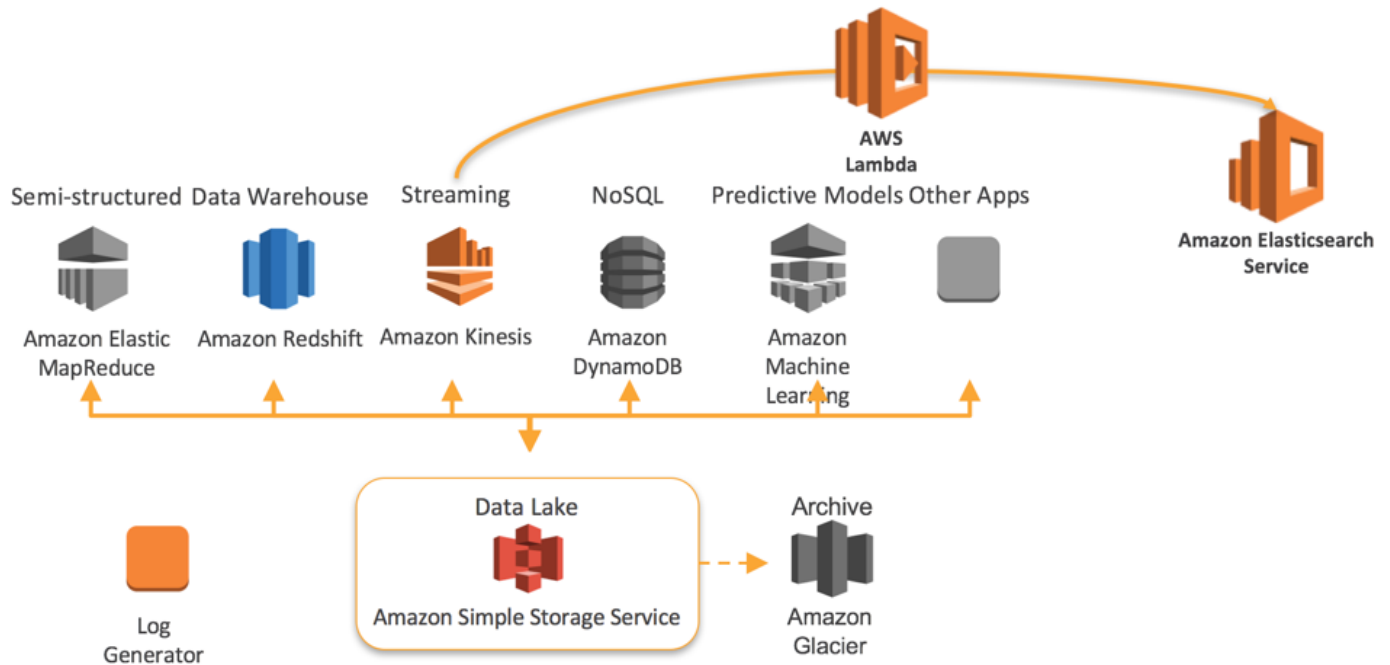 AWS
Lambda
Semi-structured
Data Warehouse
Streaming
NoSQL
Predictive Models
Other Apps
Amazon Elasticsearch
Service
Amazon Elastic
MapReduce
Amazon Redshift
Amazon Kinesis
Amazon
DynamoDB
Amazon
Machine
Learning
Data Lake
Amazon Simple Storage Service
Archive
Amazon
Glacier
Log
Generator